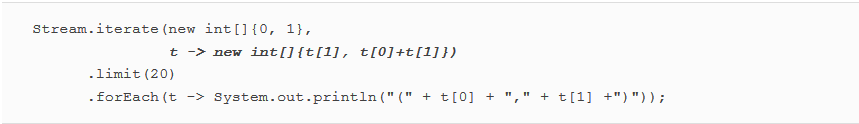 Stream.iterate(new int[]{0, 1},
t -> new int[]{t[1], t[0]+t[1]})
.limit(20)
.forEach(t -> System.out.println("(" + t[0] + "," + t[1] +")"));